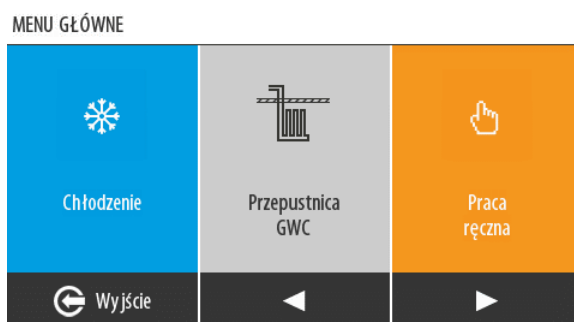 MENU GŁÓWNE
Chłodzenie
Przepustnica
GWC
Praca
ręczna
Wyjście